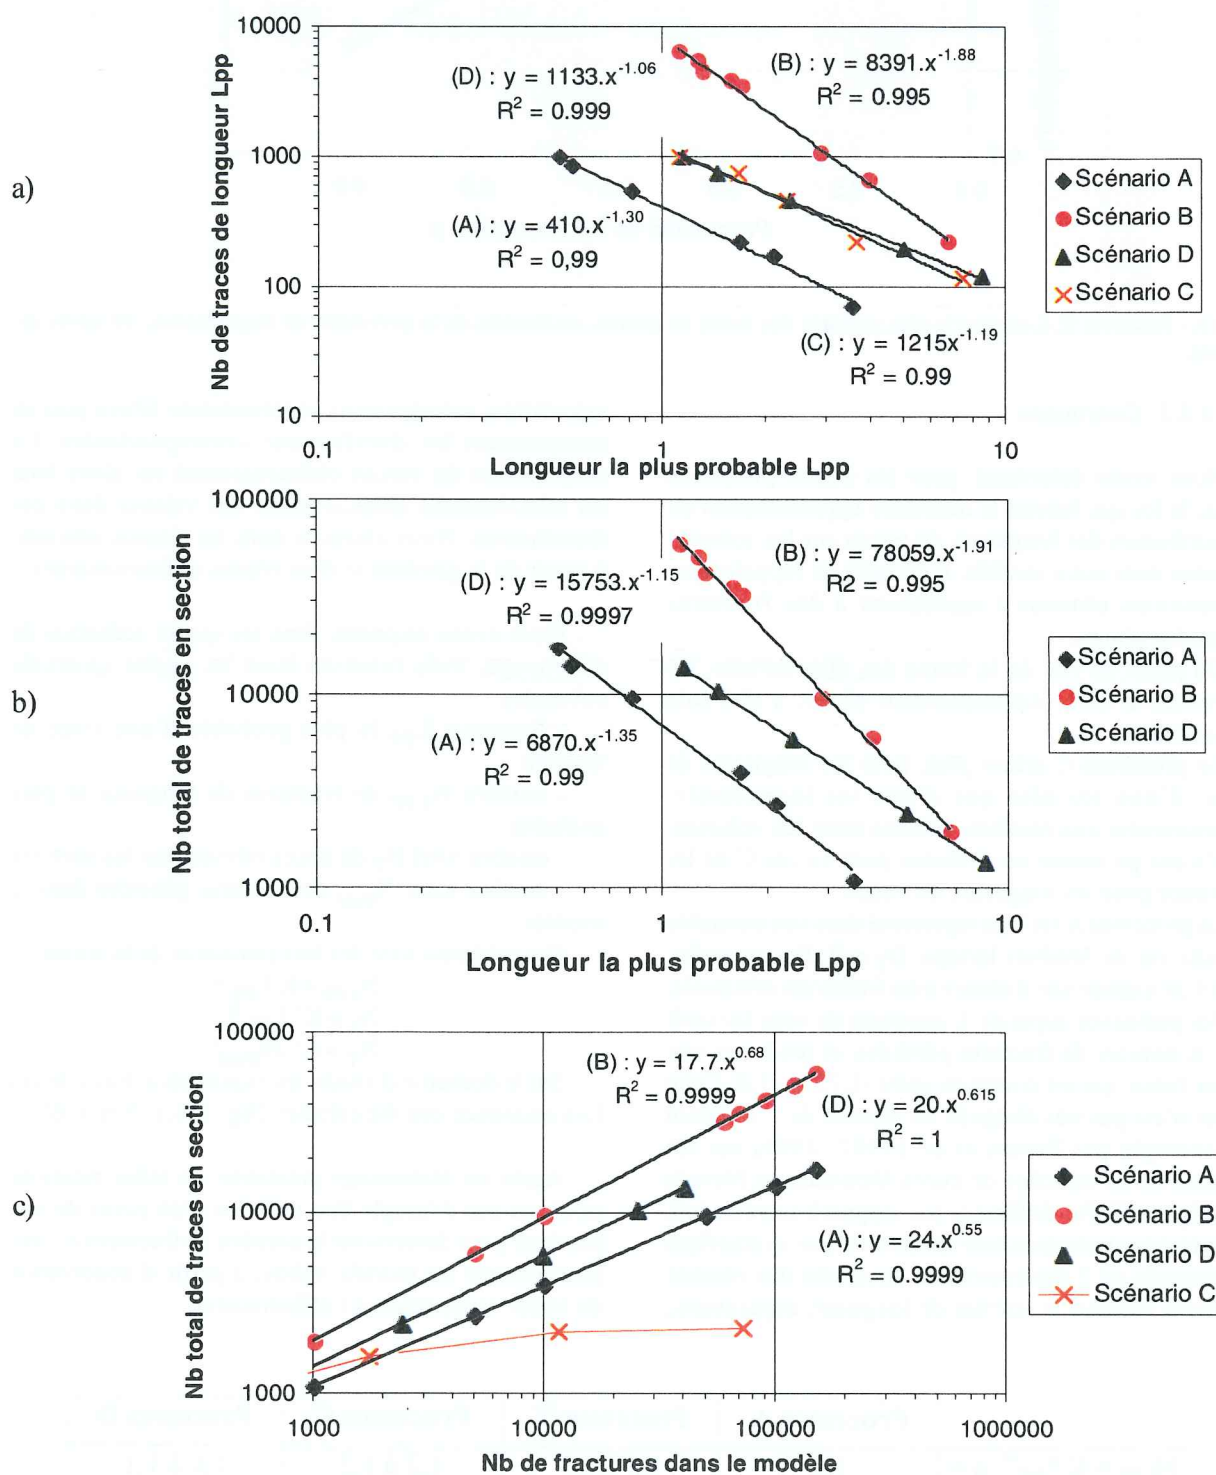 a)
Nb de traces de longueur Lpp
10000
1000
100
10
0.1
1
10
Longueur la plus probable Lpp
(D) : y = 1133.x^-1.06
R² = 0.999
(B) : y = 8391.x^-1.88
R² = 0.995
(A) : y = 410.x^-1,30
R² = 0,99
(C) : y = 1215x^-1.19
R² = 0.99
Scénario A
Scénario B
Scénario D
Scénario C
b)
Nb total de traces en section
100000
10000
1000
0.1
1
10
Longueur la plus probable Lpp
(D) : y = 15753.x^-1.15
R² = 0.9997
(B) : y = 78059.x^-1.91
R2 = 0.995
(A) : y = 6870.x^-1.35
R² = 0.99
Scénario A
Scénario B
Scénario D
c)
Nb total de traces en section
100000
10000
1000
1000
10000
100000
1000000
Nb de fractures dans le modèle
(B) : y = 17.7.x^0.68
R² = 0.9999
(D) : y = 20.x^0.615
R² = 1
(A) : y = 24.x^0.55
R² = 0.9999
Scénario A
Scénario B
Scénario D
Scénario C